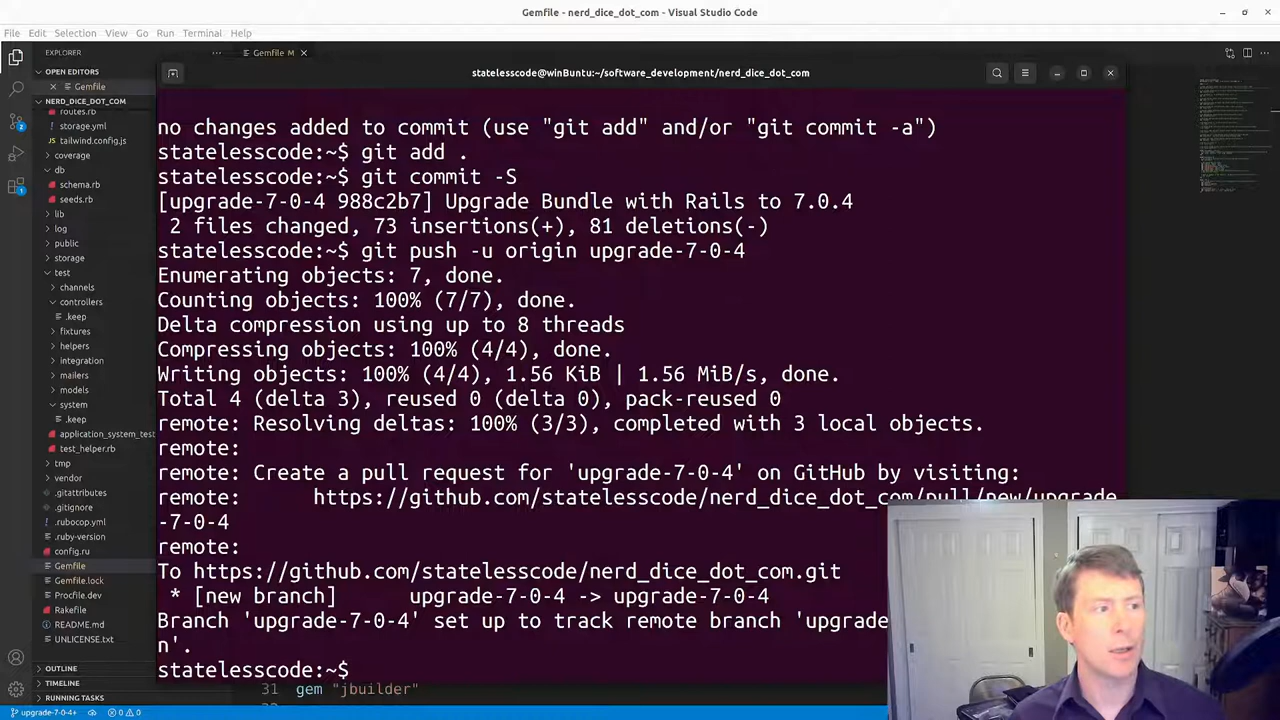 Gemfile - nerd_dice_dot_com - Visual Studio Code
File Edit Selection View Go Run Terminal Help
EXPLORER
Gemfile M
OPEN EDITORS
Gemfile
NERD_DICE_DOT_COM
routes.rb
storage.yml
tailwind.config.js
coverage
db
schema.rb
seeds.rb
lib
log
public
storage
test
channels
controllers
.keep
fixtures
helpers
integration
mailers
models
system
.keep
application_system_test
test_helper.rb
tmp
vendor
.gitattributes
.gitignore
.rubocop.yml
.ruby-version
config.ru
Gemfile
Gemfile.lock
Procfile.dev
Rakefile
README.md
UNLICENSE.txt
OUTLINE
TIMELINE
RUNNING TASKS
2
statelesscode@winBuntu:~/software_development/nerd_dice_dot_com
no changes added to commit (use "git add" and/or "git commit -a")
statelesscode:~$ git add .
statelesscode:~$ git commit -S
[upgrade-7-0-4 988c2b7] Upgrade Bundle with Rails to 7.0.4
2 files changed, 73 insertions(+), 81 deletions(-)
statelesscode:~$ git push -u origin upgrade-7-0-4
Enumerating objects: 7, done.
Counting objects: 100% (7/7), done.
Delta compression using up to 8 threads
Compressing objects: 100% (4/4), done.
Writing objects: 100% (4/4), 1.56 KiB | 1.56 MiB/s, done.
Total 4 (delta 3), reused 0 (delta 0), pack-reused 0
remote: Resolving deltas: 100% (3/3), completed with 3 local objects.
remote:
remote: Create a pull request for 'upgrade-7-0-4' on GitHub by visiting:
remote:      https://github.com/statelesscode/nerd_dice_dot_com/pull/new/upgrade
-7-0-4
remote:
To https://github.com/statelesscode/nerd_dice_dot_com.git
* [new branch]      upgrade-7-0-4 -> upgrade-7-0-4
Branch 'upgrade-7-0-4' set up to track remote branch 'upgrade
n'.
statelesscode:~$
31 gem "jbuilder"
upgrade-7-0-4+ 0 0